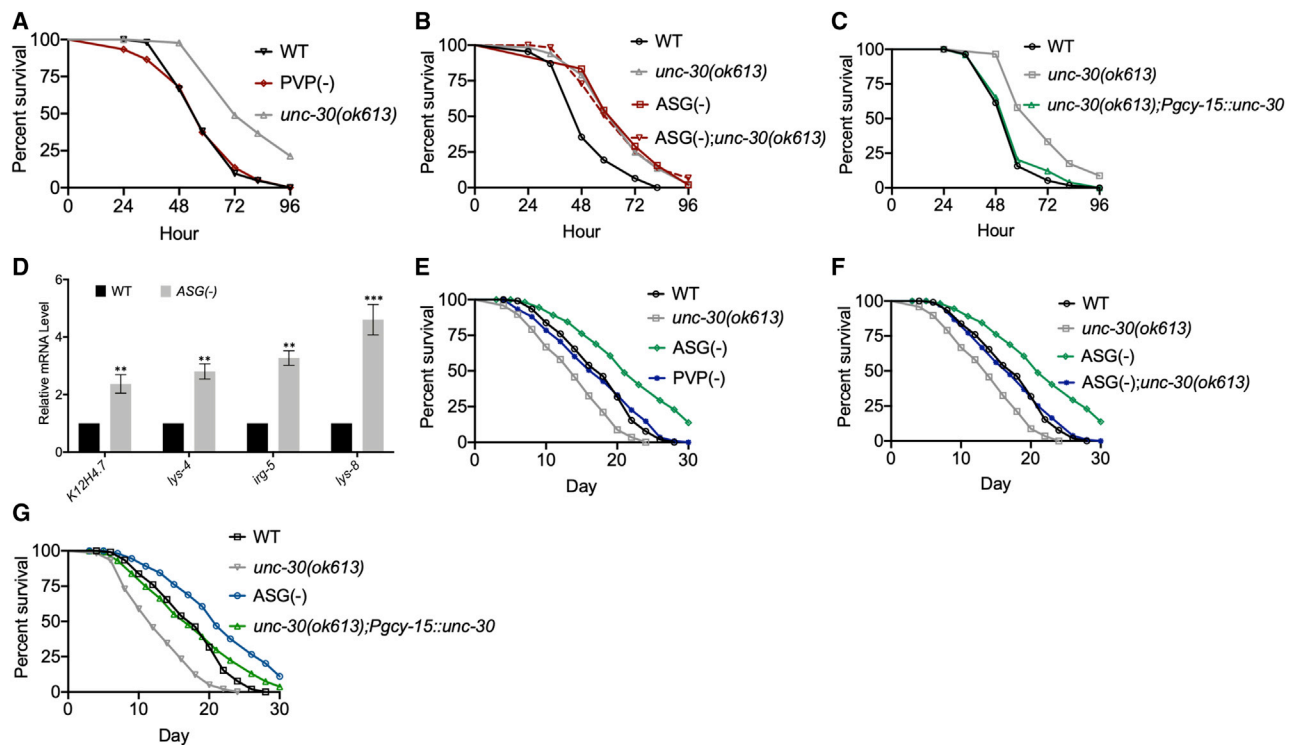 A
Percent survival
100
75
50
25
0
0 24 48 72 96
Hour
WT
PVP(-)
unc-30(ok613)
B
Percent survival
100
75
50
25
0
0 24 48 72 96
Hour
WT
unc-30(ok613)
ASG(-)
ASG(-);unc-30(ok613)
C
Percent survival
100
75
50
25
0
0 24 48 72 96
Hour
WT
unc-30(ok613)
unc-30(ok613);Pgcy-15::unc-30
D
Relative mRNA Level
6
4
2
0
WT ASG(-)
** ** ** ***
K12H4.7 lys-4 irg-5 lys-8
E
Percent survival
100
75
50
25
0
0 10 20 30
Day
WT
unc-30(ok613)
ASG(-)
PVP(-)
F
Percent survival
100
75
50
25
0
0 10 20 30
Day
WT
unc-30(ok613)
ASG(-)
ASG(-);unc-30(ok613)
G
Percent survival
100
75
50
25
0
0 10 20 30
Day
WT
unc-30(ok613)
ASG(-)
unc-30(ok613);Pgcy-15::unc-30